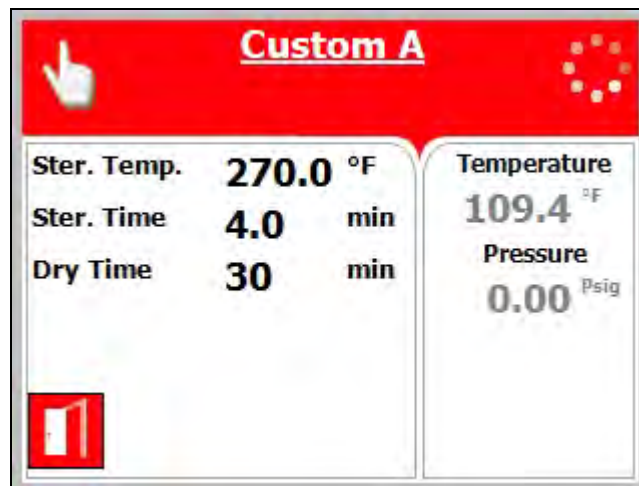 Custom A
Ster. Temp. 270.0 °F
Ster. Time 4.0 min
Dry Time 30 min
Temperature
109.4 °F
Pressure
0.00 Psig